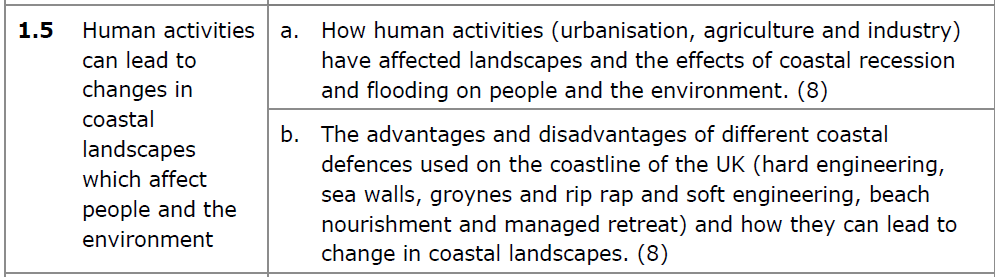 1.5 Human activities
can lead to
changes in
coastal
landscapes
which affect
people and the
environment
a. How human activities (urbanisation, agriculture and industry)
have affected landscapes and the effects of coastal recession
and flooding on people and the environment. (8)
b. The advantages and disadvantages of different coastal
defences used on the coastline of the UK (hard engineering,
sea walls, groynes and rip rap and soft engineering, beach
nourishment and managed retreat) and how they can lead to
change in coastal landscapes. (8)